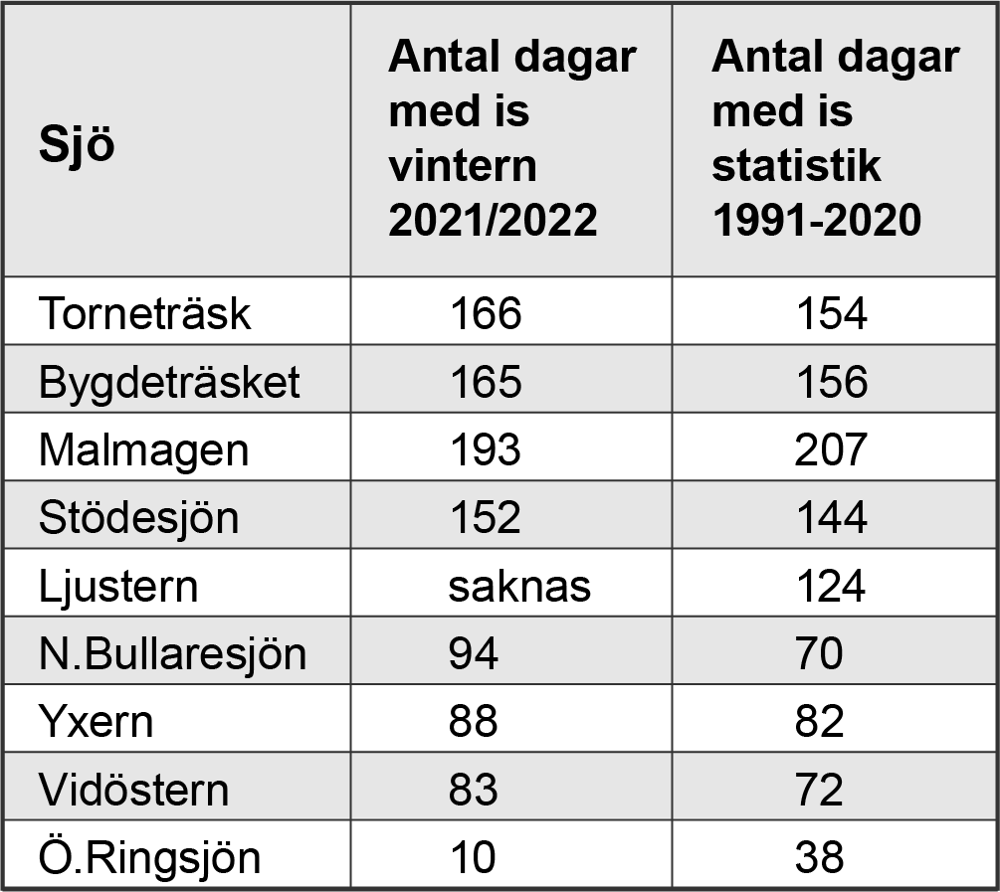 Sjö
Antal dagar
med is
vintern
2021/2022
Antal dagar
med is
statistik
1991-2020
Torneträsk 166 154
Bygdeträsket 165 156
Malmagen 193 207
Stödesjön 152 144
Ljustern saknas 124
N.Bullaresjön 94 70
Yxern 88 82
Vidöstern 83 72
Ö.Ringsjön 10 38